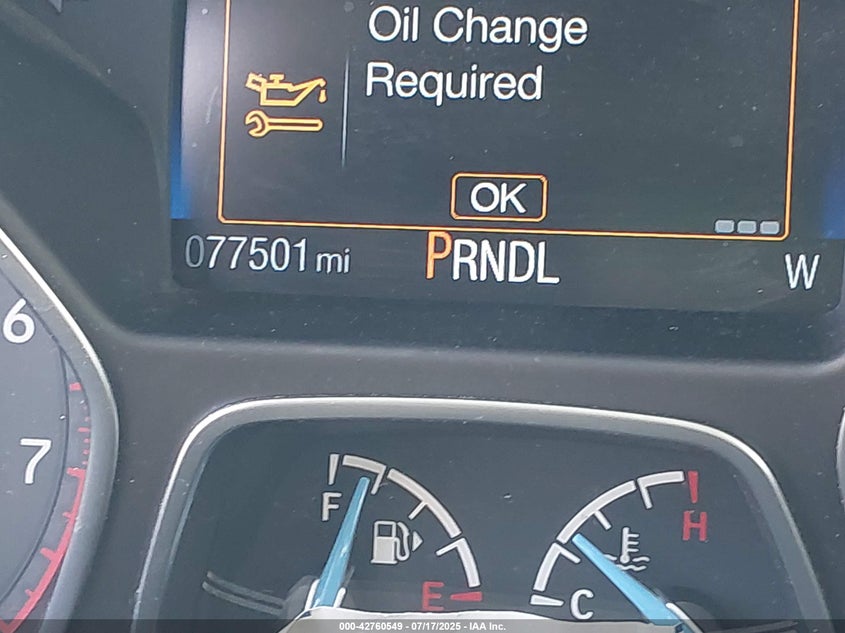 Oil Change
Required
OK
077501 mi PRNDL W
6
7
F
H
E
C
000-42760549 - 07/17/2025 - IAA Inc.